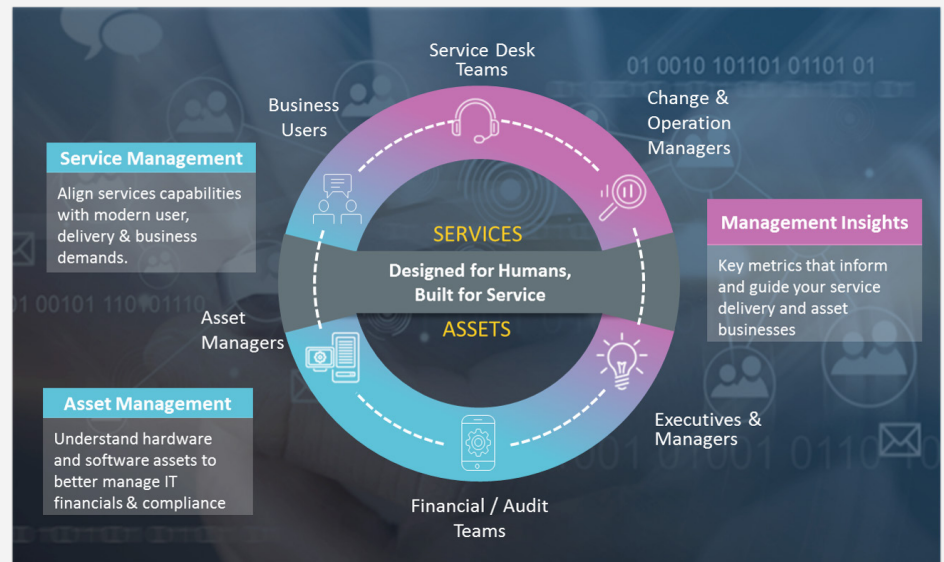 Service Desk
Teams
01 0010 101101 01101 01
Business
Users
Change &
Operation
Managers
Service Management
Align services capabilities
with modern user,
delivery & business
demands.
SERVICES
Designed for Humans,
Built for Service
ASSETS
Management Insights
Key metrics that inform
and guide your service
delivery and asset
businesses
1 00101 110101110
Asset
Managers
Asset Management
Understand hardware
and software assets to
better manage IT
financials & compliance
Executives &
Managers
Financial / Audit
Teams